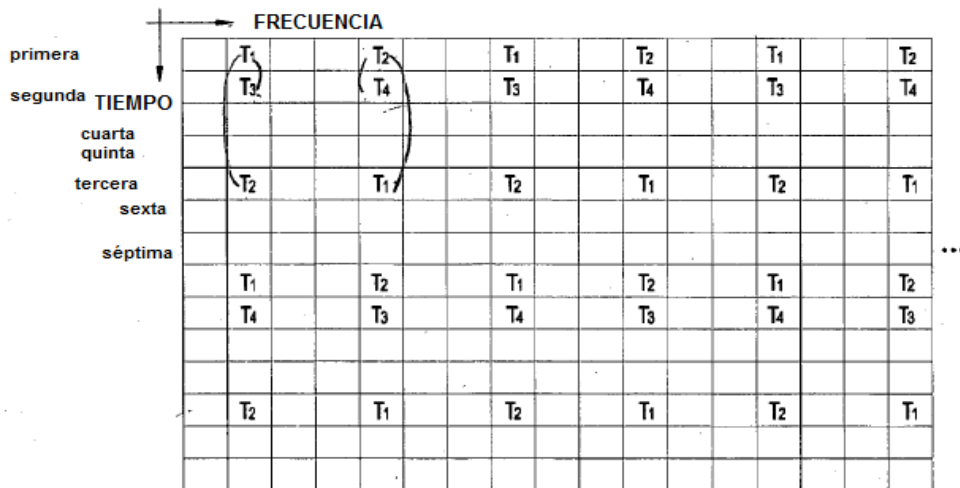 FRECUENCIA
primera T1 T2 T1 T2 T1 T2
segunda TIEMPO T3 T4 T3 T4 T3 T4
cuarta
quinta
tercera T2 T1 T2 T1 T2 T1
sexta
séptima ...
T1 T2 T1 T2 T1 T2
T4 T3 T4 T3 T4 T3
T2 T1 T2 T1 T2 T1